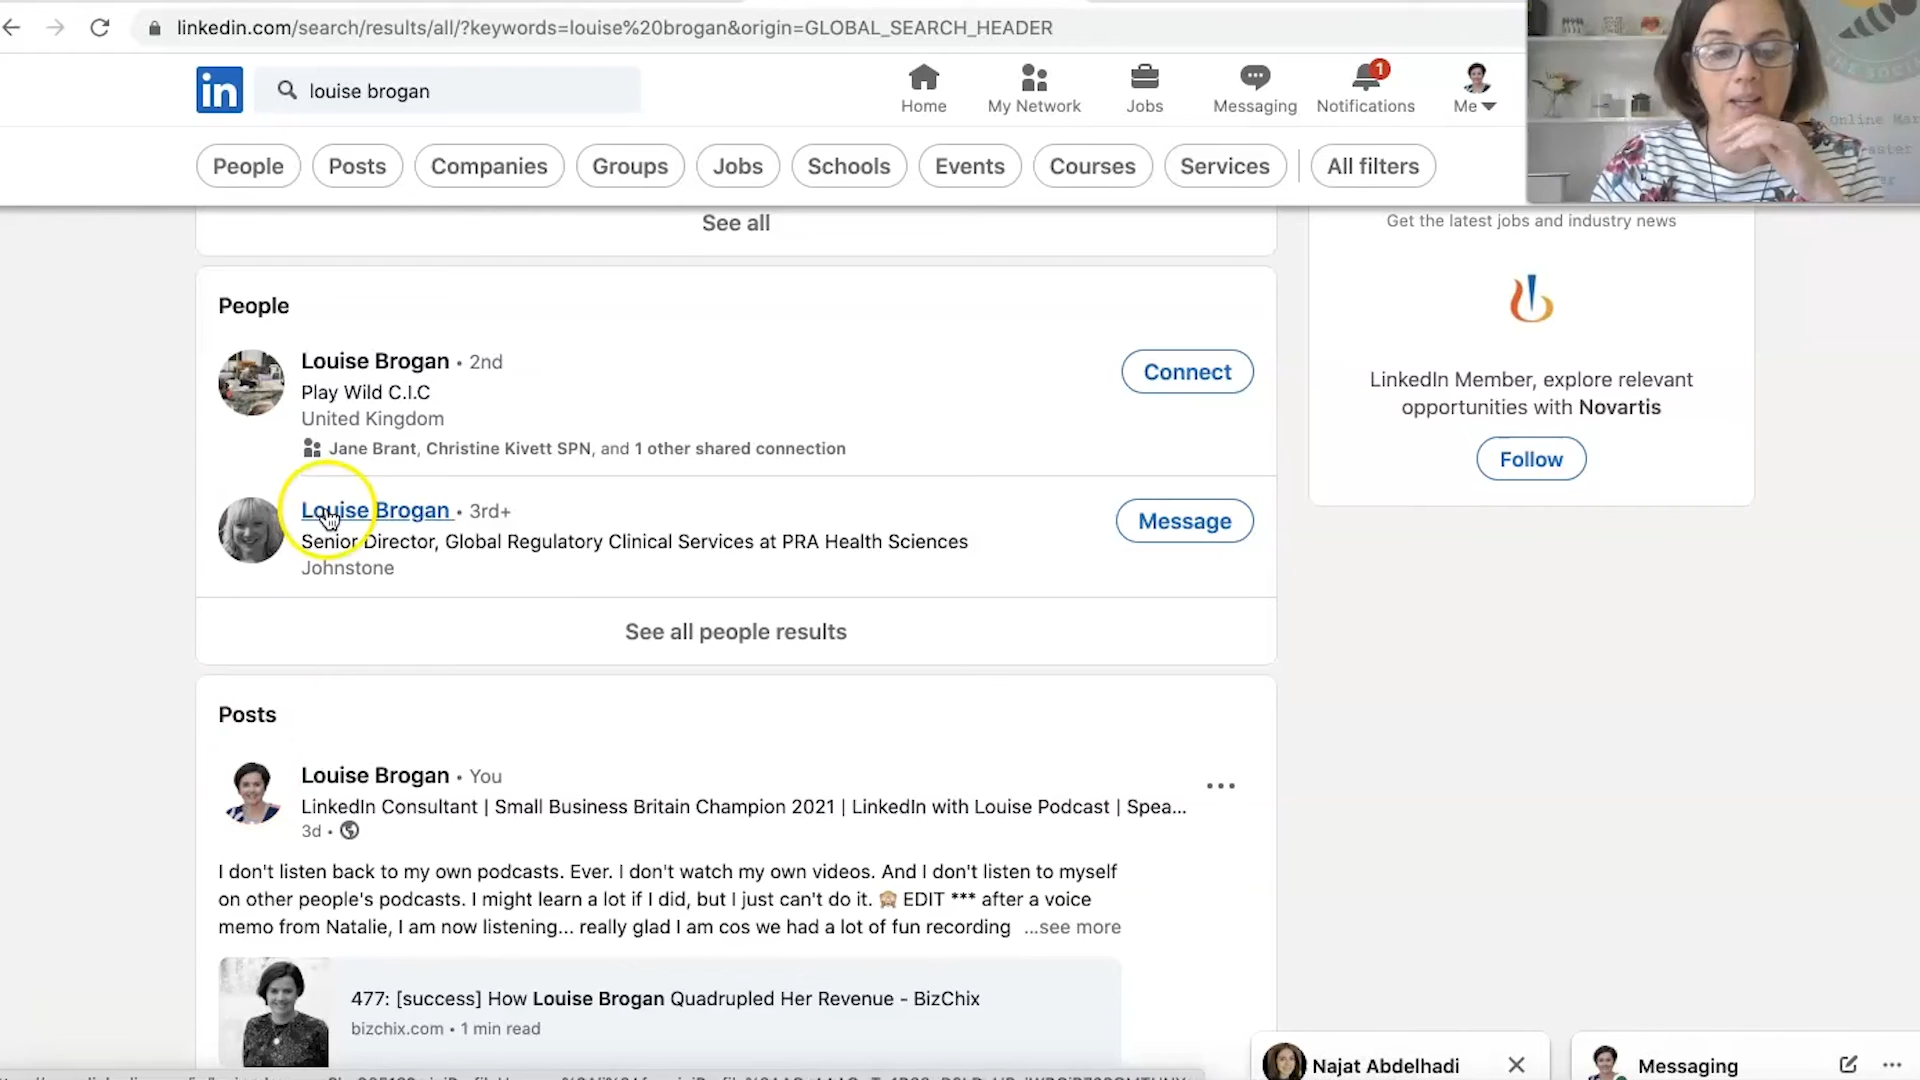 linkedin.com/search/results/all/?keywords=louise%20brogan&origin=GLOBAL_SEARCH_HEADER
in
louise brogan
Home
My Network
Jobs
Messaging
1
Notifications
Me
People
Posts
Companies
Groups
Jobs
Schools
Events
Courses
Services
All filters
See all
Get the latest jobs and industry news
LinkedIn Member, explore relevant
opportunities with Novartis
Follow
People
Louise Brogan • 2nd
Play Wild C.I.C
United Kingdom
Jane Brant, Christine Kivett SPN, and 1 other shared connection
Connect
Louise Brogan • 3rd+
Senior Director, Global Regulatory Clinical Services at PRA Health Sciences
Johnstone
Message
See all people results
Posts
Louise Brogan • You
LinkedIn Consultant | Small Business Britain Champion 2021 | LinkedIn with Louise Podcast | Spea...
3d •
I don't listen back to my own podcasts. Ever. I don't watch my own videos. And I don't listen to myself
on other people's podcasts. I might learn a lot if I did, but I just can't do it. 🙈 EDIT *** after a voice
memo from Natalie, I am now listening... really glad I am cos we had a lot of fun recording ...see more
477: [success] How Louise Brogan Quadrupled Her Revenue - BizChix
bizchix.com • 1 min read
Najat Abdelhadi
Messaging